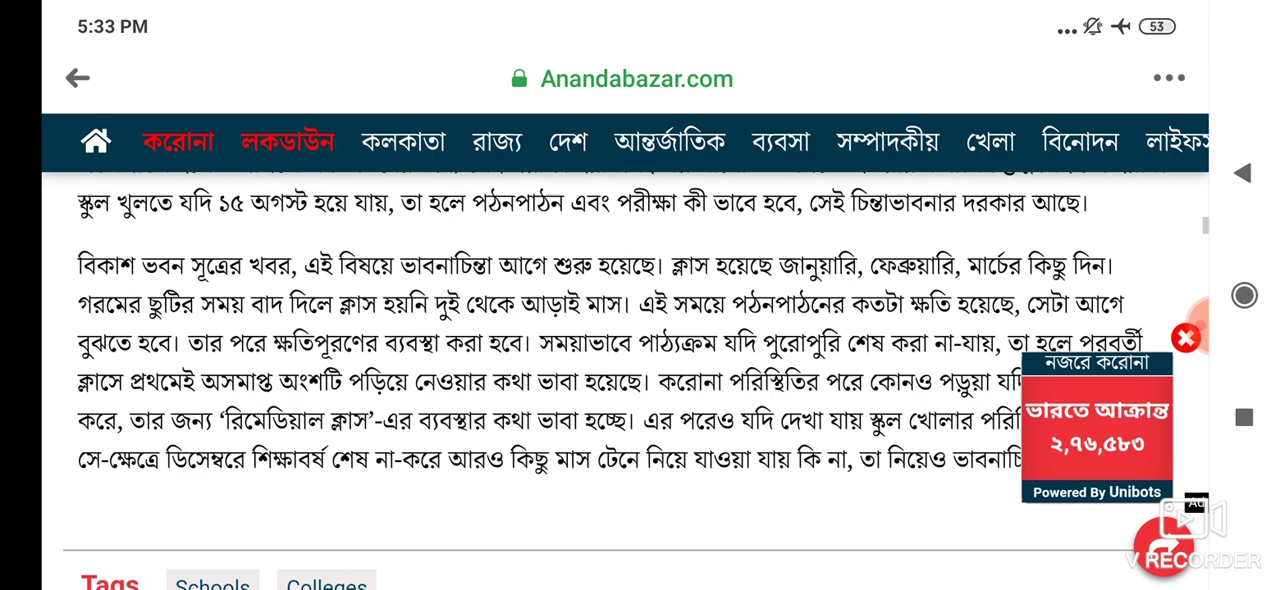 5:33 PM
53
Anandabazar.com
করোনা লকডাউন কলকাতা রাজ্য দেশ আন্তর্জাতিক ব্যবসা সম্পাদকীয় খেলা বিনোদন লাইফস
স্কুল খুলতে যদি ১৫ অগস্ট হয়ে যায়, তা হলে পঠনপাঠন এবং পরীক্ষা কী ভাবে হবে, সেই চিন্তাভাবনার দরকার আছে।
বিকাশ ভবন সূত্রের খবর, এই বিষয়ে ভাবনাচিন্তা আগে শুরু হয়েছে। ক্লাস হয়েছে জানুয়ারি, ফেব্রুয়ারি, মার্চের কিছু দিন।
গরমের ছুটির সময় বাদ দিলে ক্লাস হয়নি দুই থেকে আড়াই মাস। এই সময়ে পঠনপাঠনের কতটা ক্ষতি হয়েছে, সেটা আগে
বুঝতে হবে। তার পরে ক্ষতিপূরণের ব্যবস্থা করা হবে। সময়াভাবে পাঠ্যক্রম যদি পুরোপুরি শেষ করা না-যায়, তা হলে পরবর্তী
ক্লাসে প্রথমেই অসমাপ্ত অংশটি পড়িয়ে নেওয়ার কথা ভাবা হয়েছে। করোনা পরিস্থিতির পরে কোনও পড়ুয়া যদি
করে, তার জন্য ‘রিমেডিয়াল ক্লাস’-এর ব্যবস্থার কথা ভাবা হচ্ছে। এর পরেও যদি দেখা যায় স্কুল খোলার
সে-ক্ষেত্রে ডিসেম্বরে শিক্ষাবর্ষ শেষ না-করে আরও কিছু মাস টেনে নিয়ে যাওয়া যায় কি না, তা নিয়েও
নজরে করোনা
ভারতে আক্রান্ত
২,৭৬,৫৮৩
Powered By Unibots
Ad
V RECORDER
Tags Schools Colleges